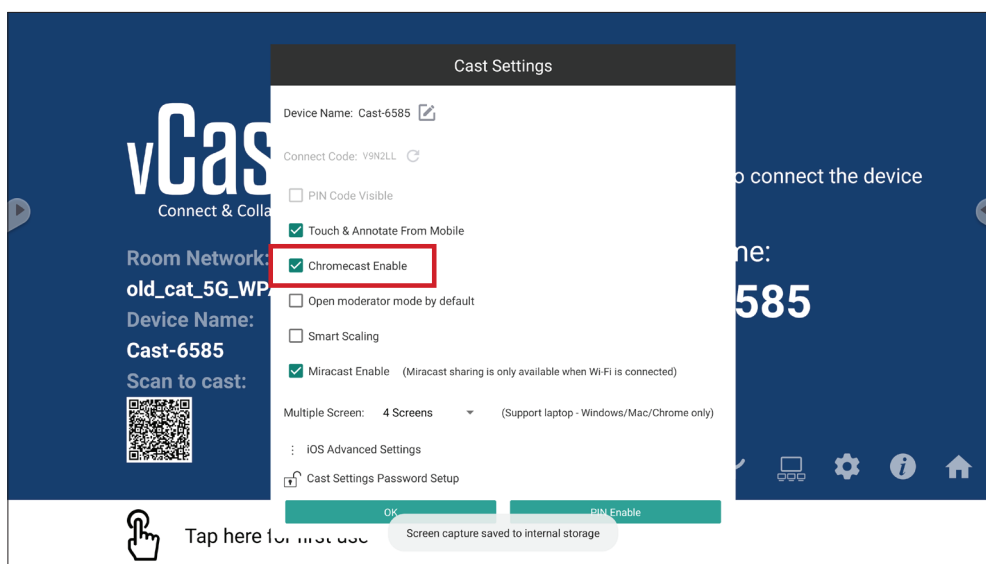 Cast Settings
Device Name: Cast-6585
Connect Code: V9N2LL
PIN Code Visible
Touch & Annotate From Mobile
Chromecast Enable
Open moderator mode by default
Smart Scaling
Miracast Enable (Miracast sharing is only available when Wi-Fi is connected)
Multiple Screen: 4 Screens (Support laptop - Windows/Mac/Chrome only)
iOS Advanced Settings
Cast Settings Password Setup
OK PIN Enable
Screen capture saved to internal storage
vCas
Connect & Colla
Room Network:
old_cat_5G_WPA
Device Name:
Cast-6585
Scan to cast:
connect the device
me:
585
Tap here for first use